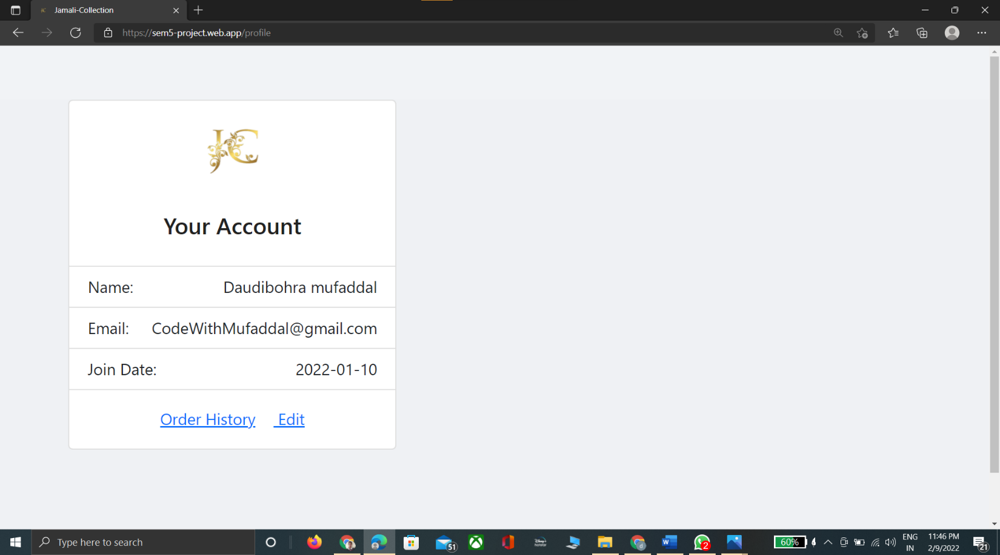 Jamali-Collection
https://sem5-project.web.app/profile
JC
Your Account
Name: Daudibohra mufaddal
Email: CodeWithMufaddal@gmail.com
Join Date: 2022-01-10
Order History Edit
Type here to search
51
W
d
2
60%
ENG
IN
11:46 PM
2/9/2022
21